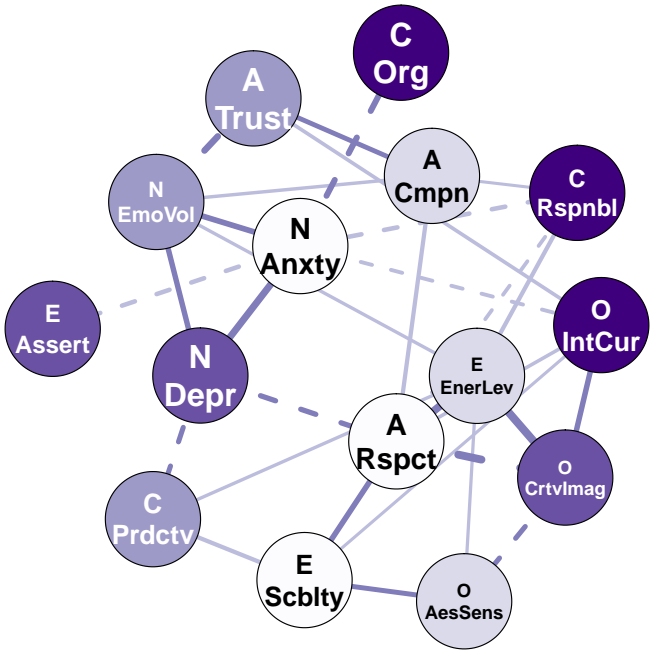 C
Org
A
Trust
A
Cmpn
C
Rspnbl
N
EmoVol
N
Anxty
E
Assert
O
IntCur
N
Depr
E
EnerLev
A
Rspct
O
CrtvImag
C
Prdctv
E
Scblty
O
AesSens